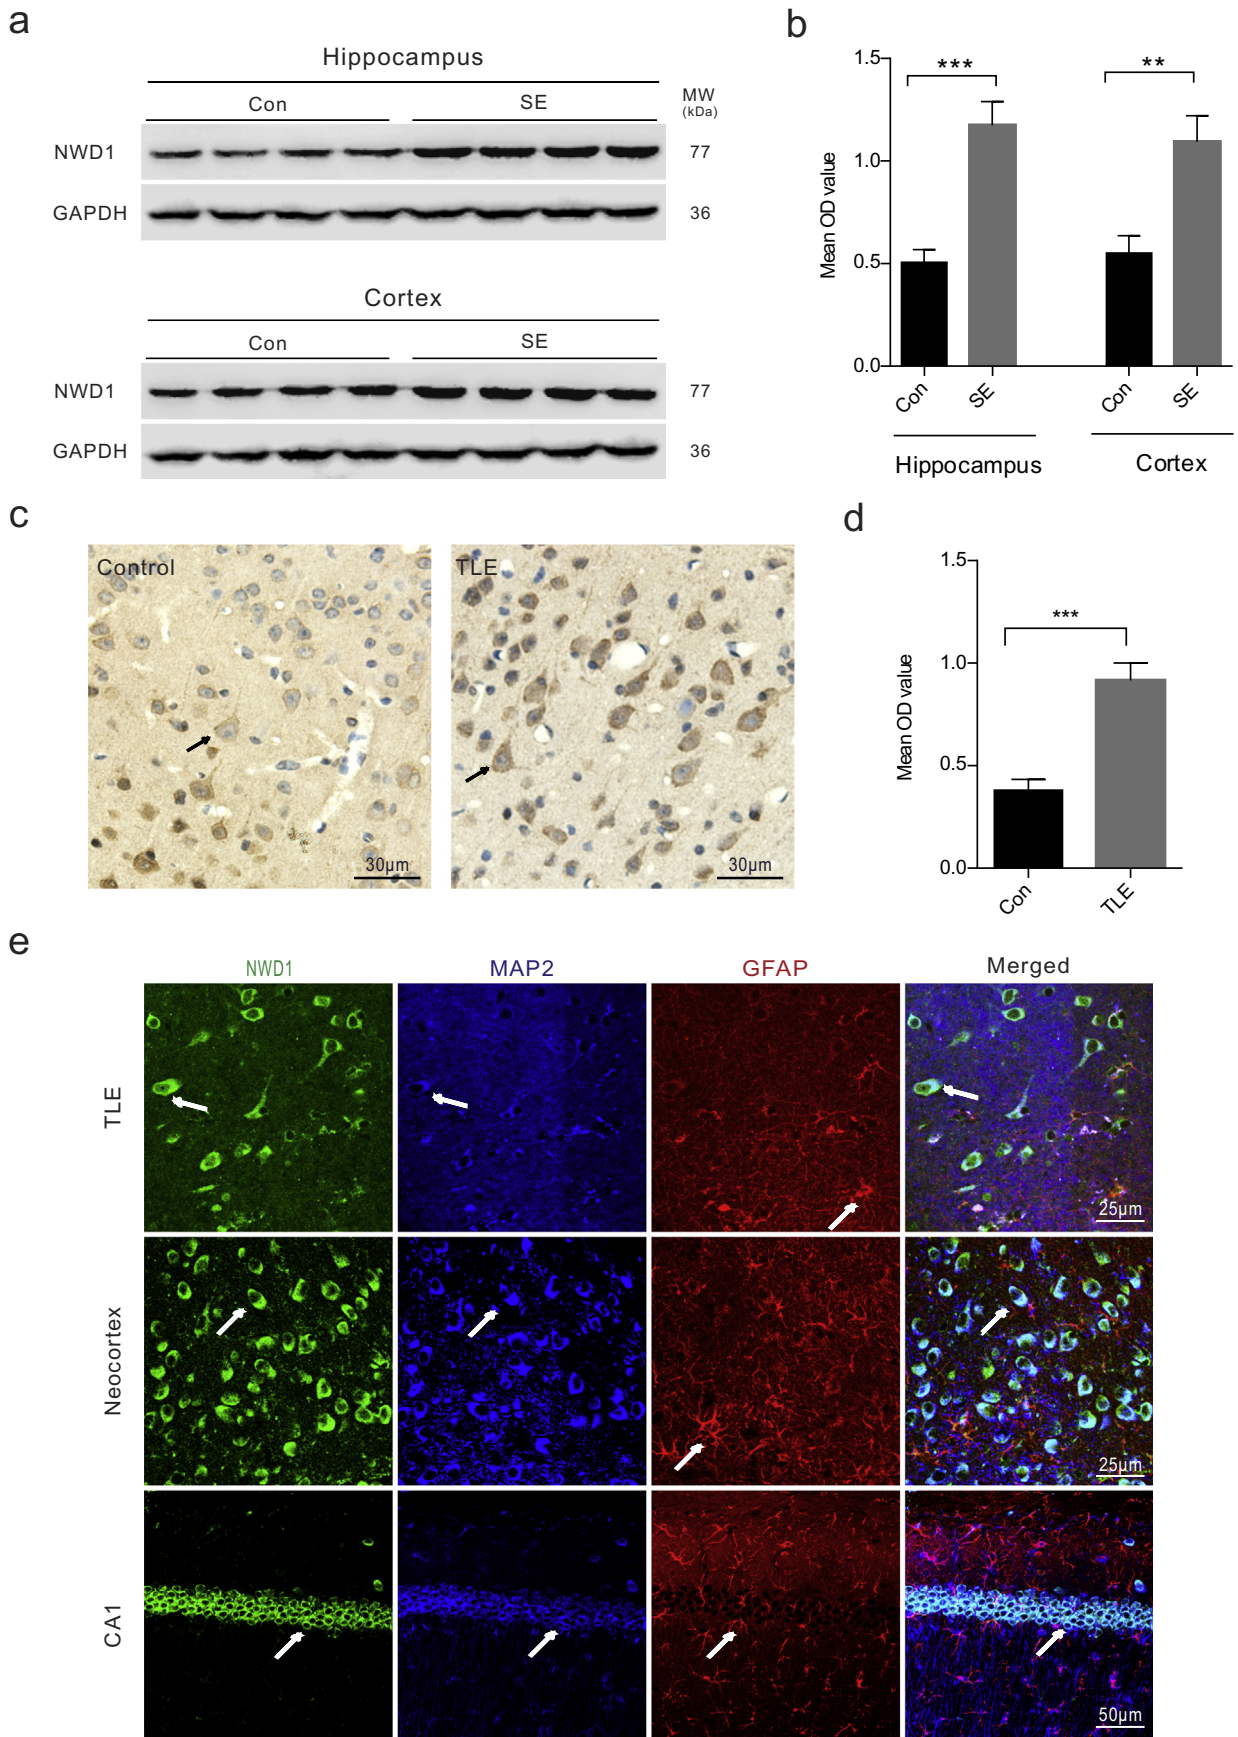 a
Hippocampus
Con SE MW (kDa)
NWD1 77
GAPDH 36
Cortex
Con SE
NWD1 77
GAPDH 36
b
Mean OD value
1.5
1.0
0.5
0.0
*** **
Con SE Con SE
Hippocampus Cortex
c
Control TLE
30µm 30µm
d
Mean OD value
1.5
1.0
0.5
0.0
***
Con TLE
e
NWD1 MAP2 GFAP Merged
TLE
25µm
Neocortex
25µm
CA1
50µm